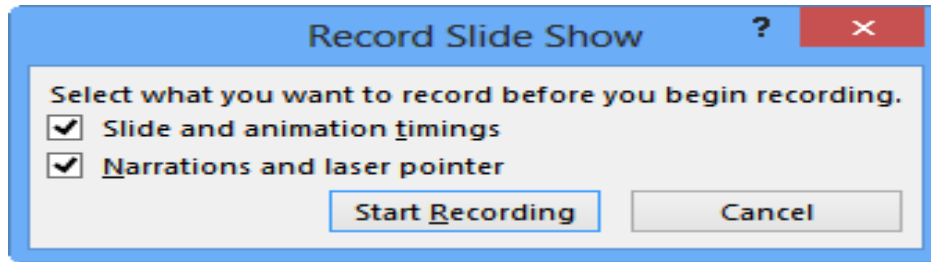 Record Slide Show ?
Select what you want to record before you begin recording.
Slide and animation timings
Narrations and laser pointer
Start Recording Cancel